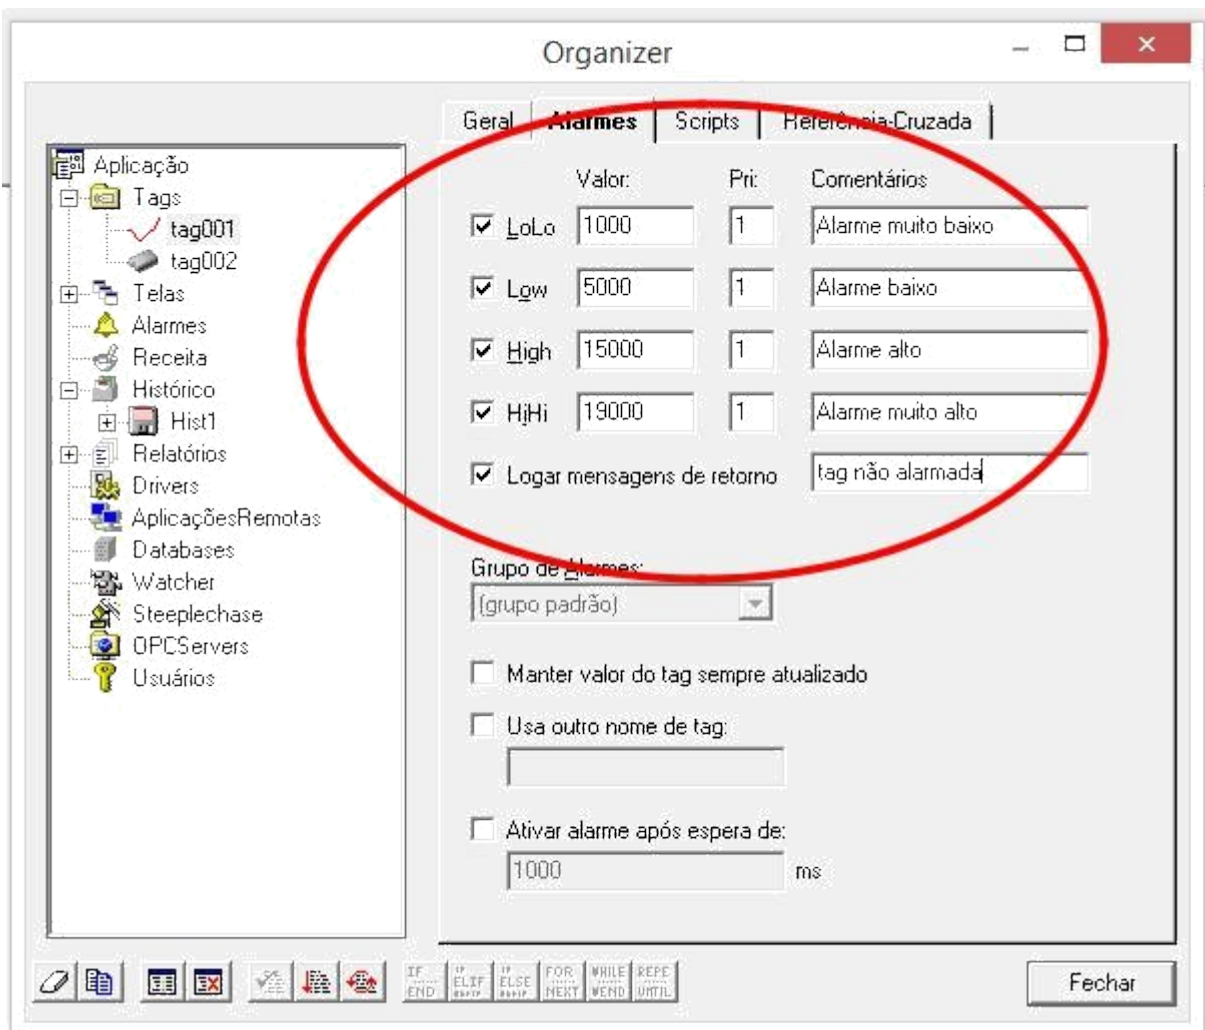 Organizer
Geral Alarmes Scripts Referência-Cruzada
Aplicação
Tags
tag001
tag002
Telas
Alarmes
Receita
Histórico
Hist1
Relatórios
Drivers
AplicaçõesRemotas
Databases
Watcher
Steeplechase
OPCServers
Usuários
Valor: Pri: Comentários
LoLo 1000 1 Alarme muito baixo
Low 5000 1 Alarme baixo
High 15000 1 Alarme alto
HiHi 19000 1 Alarme muito alto
Logar mensagens de retorno tag não alarmada
Grupo de Alarmes:
(grupo padrão)
Manter valor do tag sempre atualizado
Usa outro nome de tag:
Ativar alarme após espera de:
1000 ms
IF END
ELIF
ELSE
FOR NEXT
WHILE WEND
REPE UNTIL
Fechar